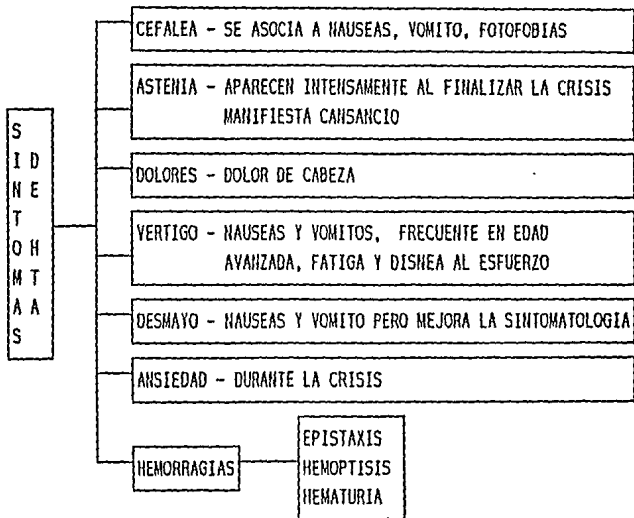 SINTOMAS DE HTA
CEFALEA - SE ASOCIA A NAUSEAS, VOMITO, FOTOFOBIAS
ASTENIA - APARECEN INTENSAMENTE AL FINALIZAR LA CRISIS
MANIFIESTA CANSANCIO
DOLORES - DOLOR DE CABEZA
VERTIGO - NAUSEAS Y VOMITOS, FRECUENTE EN EDAD
AVANZADA, FATIGA Y DISNEA AL ESFUERZO
DESMAYO - NAUSEAS Y VOMITO PERO MEJORA LA SINTOMATOLOGIA
ANSIEDAD - DURANTE LA CRISIS
HEMORRAGIAS
EPISTAXIS
HEMOPTISIS
HEMATURIA